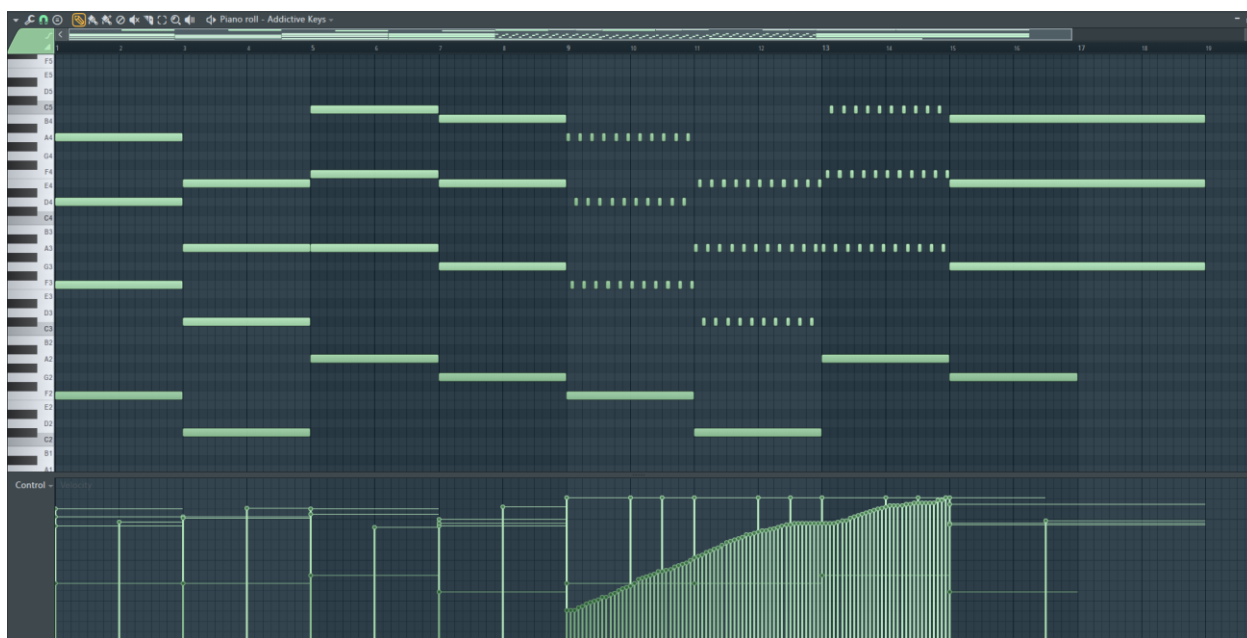 Piano roll - Addictive Keys
1 2 3 4 5 6 7 8 9 10 11 12 13 14 15 16 17 18 19
F5
E5
D5
C5
B4
A4
G4
F4
E4
D4
C4
B3
A3
G3
F3
E3
D3
C3
B2
A2
G2
F2
E2
D2
C2
B1
A1
Control - Velocity